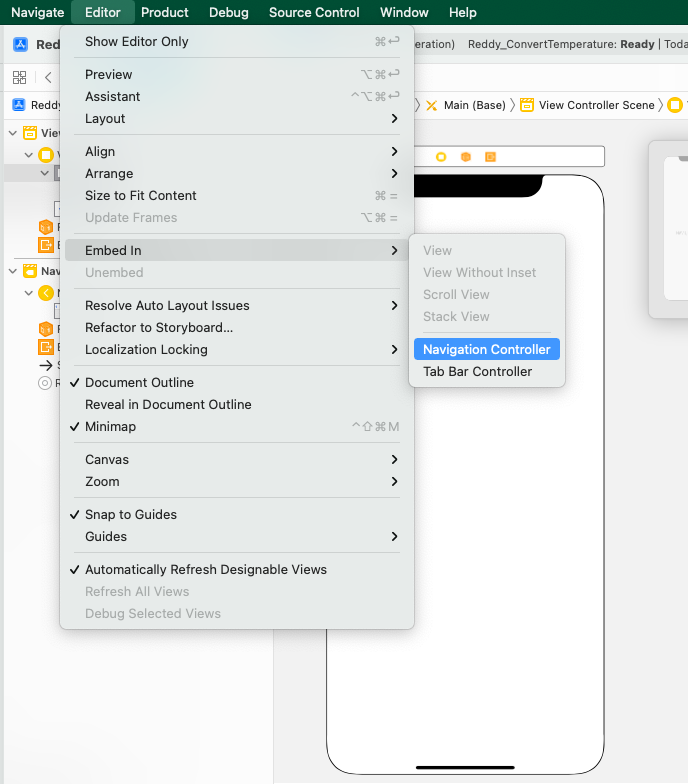 Navigate Editor Product Debug Source Control Window Help
Show Editor Only ⌘↩
Preview ⌥⌘↩
Assistant ^⌥⌘↩
Layout
Align
Arrange
Size to Fit Content ⌘=
Update Frames ⌥⌘=
Embed In
Unembed
Resolve Auto Layout Issues
Refactor to Storyboard...
Localization Locking
✓ Document Outline
Reveal in Document Outline
✓ Minimap ^⇧⌘M
Canvas
Zoom
✓ Snap to Guides
Guides
✓ Automatically Refresh Designable Views
Refresh All Views
Debug Selected Views
View
View Without Inset
Scroll View
Stack View
Navigation Controller
Tab Bar Controller
Red
eration) Reddy_ConvertTemperature: Ready | Toda
Reddy
Main (Base) 〉 View Controller Scene 〉
View
Nav